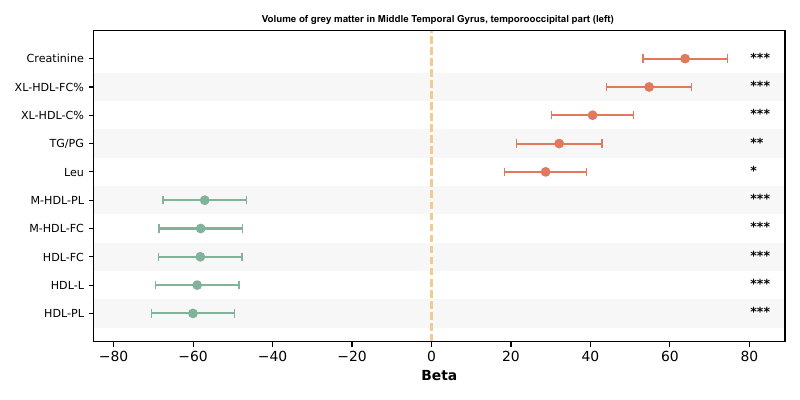 Volume of grey matter in Middle Temporal Gyrus, temporooccipital part (left)
Creatinine ***
XL-HDL-FC% ***
XL-HDL-C% ***
TG/PG **
Leu *
M-HDL-PL ***
M-HDL-FC ***
HDL-FC ***
HDL-L ***
HDL-PL ***
−80 −60 −40 −20 0 20 40 60 80
Beta